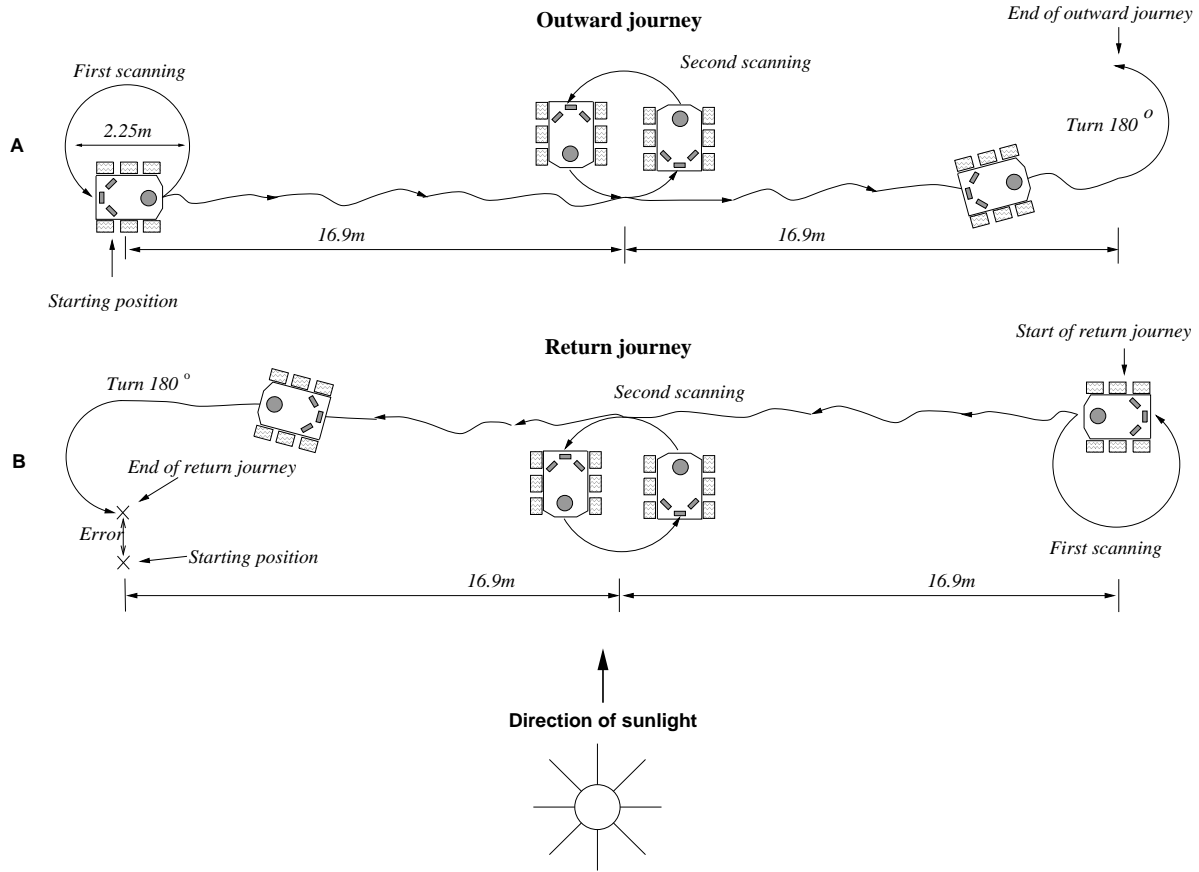 Outward journey
End of outward journey
First scanning
Second scanning
2.25m
Turn 180 o
A
16.9m
16.9m
Starting position
Return journey
Start of return journey
Turn 180 o
Second scanning
B
End of return journey
Error
Starting position
First scanning
16.9m
16.9m
Direction of sunlight